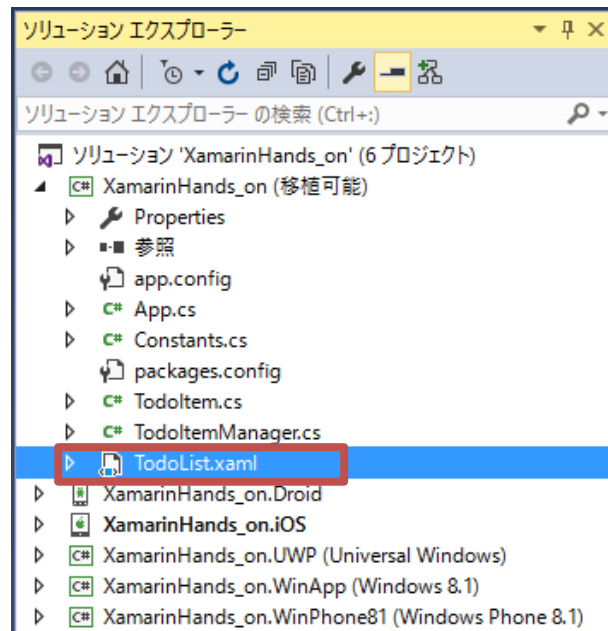 ソリューション エクスプローラー
ソリューション エクスプローラー の検索 (Ctrl+:)
ソリューション 'XamarinHands_on' (6 プロジェクト)
C# XamarinHands_on (移植可能)
Properties
参照
app.config
C# App.cs
C# Constants.cs
packages.config
C# TodoItem.cs
C# TodoItemManager.cs
TodoList.xaml
XamarinHands_on.Droid
XamarinHands_on.iOS
C# XamarinHands_on.UWP (Universal Windows)
C# XamarinHands_on.WinApp (Windows 8.1)
C# XamarinHands_on.WinPhone81 (Windows Phone 8.1)